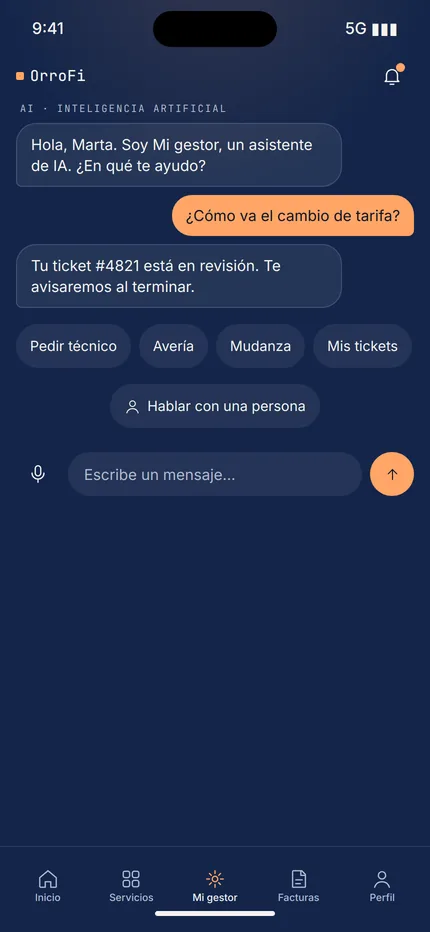 9:41
5G
OrroFi
AI · INTELIGENCIA ARTIFICIAL
Hola, Marta. Soy Mi gestor, un asistente
de IA. ¿En qué te ayudo?
¿Cómo va el cambio de tarifa?
Tu ticket #4821 está en revisión. Te
avisaremos al terminar.
Pedir técnico
Avería
Mudanza
Mis tickets
Hablar con una persona
Escribe un mensaje...
Inicio
Servicios
Mi gestor
Facturas
Perfil